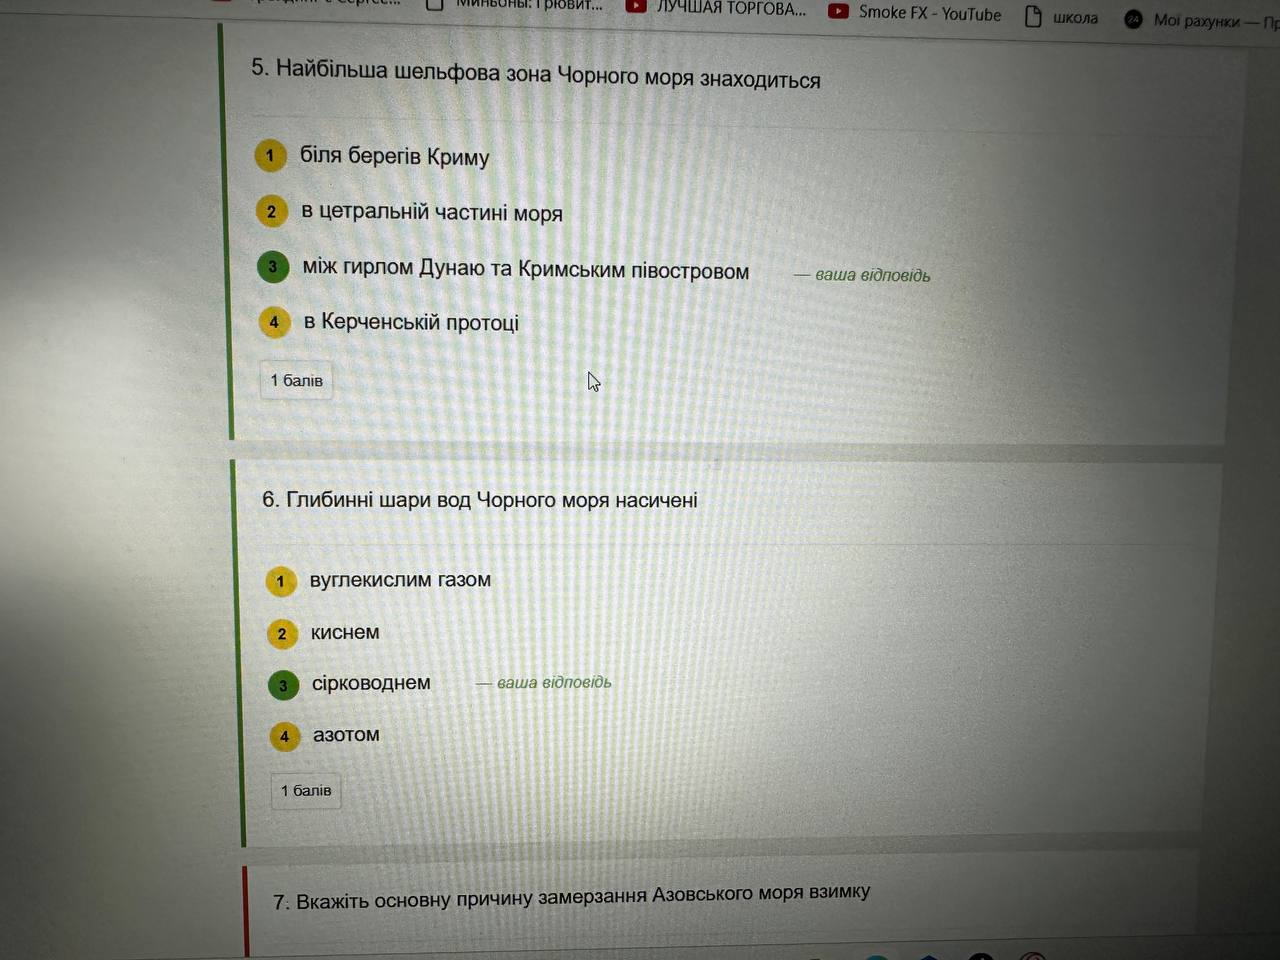 Миньоны: Грювит...
ЛУЧШАЯ ТОРГОВА...
Smoke FX - YouTube
школа
24
Мої рахунки — Пр
5. Найбільша шельфова зона Чорного моря знаходиться
1 біля берегів Криму
2 в цетральній частині моря
3 між гирлом Дунаю та Кримським півостровом — ваша відповідь
4 в Керченській протоці
1 балів
6. Глибинні шари вод Чорного моря насичені
1 вуглекислим газом
2 киснем
3 сірководнем — ваша відповідь
4 азотом
1 балів
7. Вкажіть основну причину замерзання Азовського моря взимку